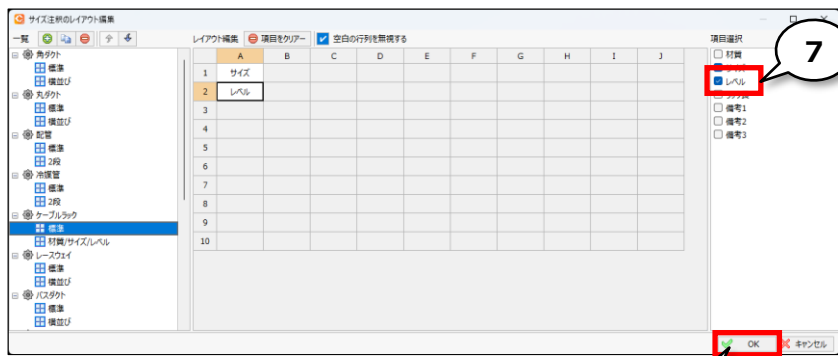 サイズ注釈のレイアウト編集
一覧
レイアウト編集 項目をクリアー 空白の行列を無視する
項目選択
角ダクト
標準
横並び
丸ダクト
標準
横並び
配管
標準
2段
冷媒管
標準
2段
ケーブルラック
標準
材質/サイズ/レベル
レースウェイ
標準
横並び
バスダクト
標準
横並び
A B C D E F G H I J
1 サイズ
2 レベル
3
4
5
6
7
8
9
10
材質
レベル
備考1
備考2
備考3
7
OK キャンセル